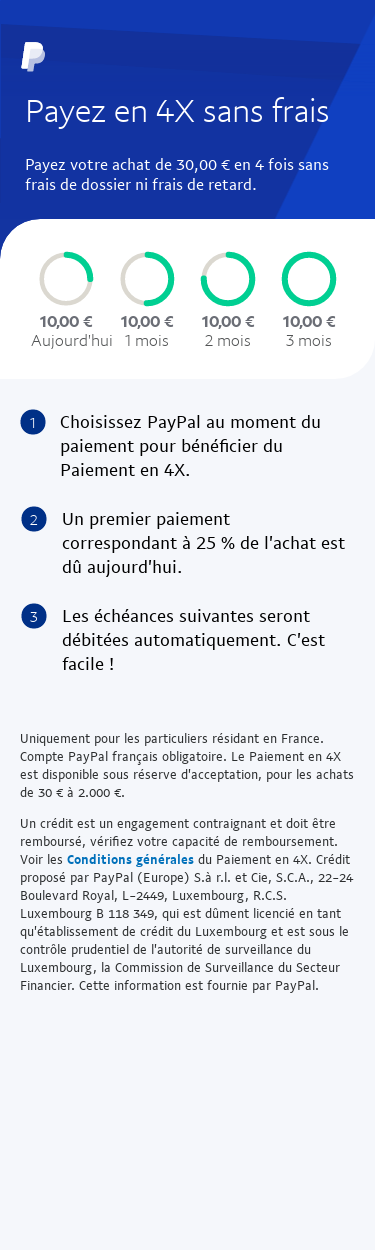 Payez en 4X sans frais
Payez votre achat de 30,00 € en 4 fois sans
frais de dossier ni frais de retard.
10,00 € 10,00 € 10,00 € 10,00 €
Aujourd'hui 1 mois 2 mois 3 mois
1 Choisissez PayPal au moment du
paiement pour bénéficier du
Paiement en 4X.
2 Un premier paiement
correspondant à 25 % de l'achat est
dû aujourd'hui.
3 Les échéances suivantes seront
débitées automatiquement. C'est
facile !
Uniquement pour les particuliers résidant en France.
Compte PayPal français obligatoire. Le Paiement en 4X
est disponible sous réserve d'acceptation, pour les achats
de 30 € à 2.000 €.
Un crédit est un engagement contraignant et doit être
remboursé, vérifiez votre capacité de remboursement.
Voir les Conditions générales du Paiement en 4X. Crédit
proposé par PayPal (Europe) S.à r.l. et Cie, S.C.A., 22–24
Boulevard Royal, L–2449, Luxembourg, R.C.S.
Luxembourg B 118 349, qui est dûment licencié en tant
qu'établissement de crédit du Luxembourg et est sous le
contrôle prudentiel de l'autorité de surveillance du
Luxembourg, la Commission de Surveillance du Secteur
Financier. Cette information est fournie par PayPal.